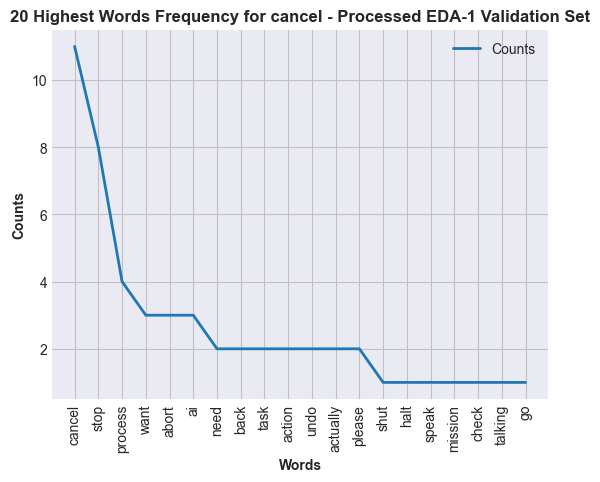 20 Highest Words Frequency for cancel - Processed EDA-1 Validation Set
Counts
10
8
6
4
2
Counts
cancel
stop
process
want
abort
ai
need
back
task
action
undo
actually
please
shut
halt
speak
mission
check
talking
go
Words